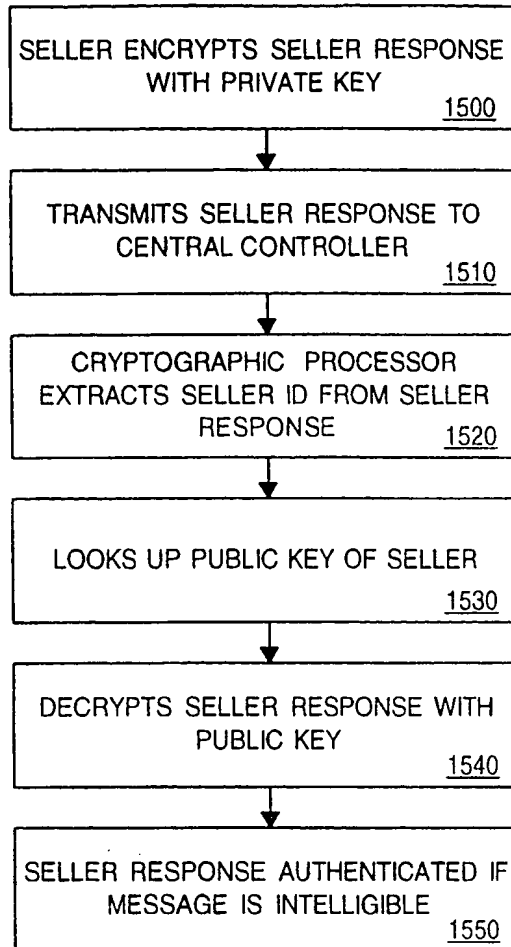 SELLER ENCRYPTS SELLER RESPONSE
WITH PRIVATE KEY
1500
TRANSMITS SELLER RESPONSE TO
CENTRAL CONTROLLER
1510
CRYPTOGRAPHIC PROCESSOR
EXTRACTS SELLER ID FROM SELLER
RESPONSE
1520
LOOKS UP PUBLIC KEY OF SELLER
1530
DECRYPTS SELLER RESPONSE WITH
PUBLIC KEY
1540
SELLER RESPONSE AUTHENTICATED IF
MESSAGE IS INTELLIGIBLE
1550